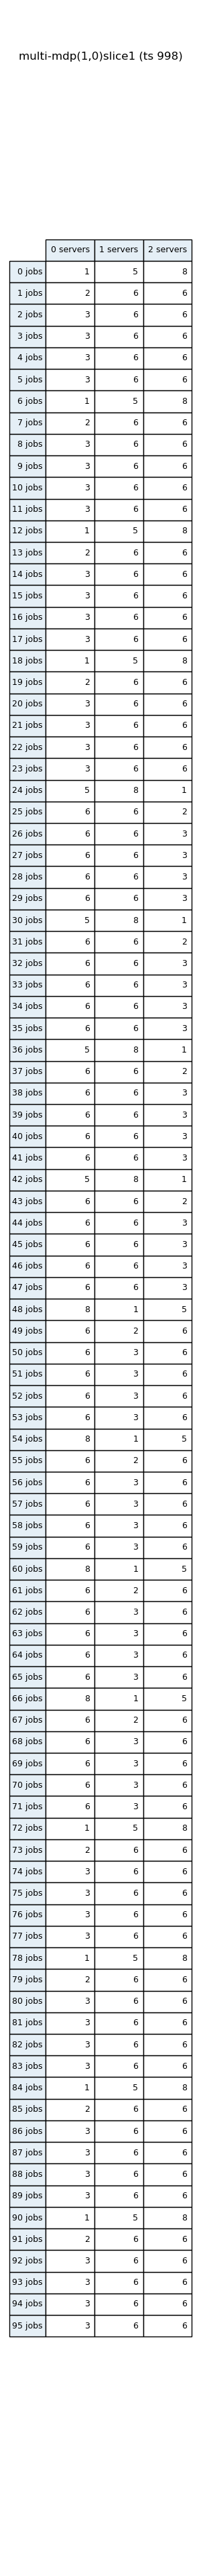 multi-mdp(1,0)slice1 (ts 998)
0 servers 1 servers 2 servers
0 jobs 1 5 8
1 jobs 2 6 6
2 jobs 3 6 6
3 jobs 3 6 6
4 jobs 3 6 6
5 jobs 3 6 6
6 jobs 1 5 8
7 jobs 2 6 6
8 jobs 3 6 6
9 jobs 3 6 6
10 jobs 3 6 6
11 jobs 3 6 6
12 jobs 1 5 8
13 jobs 2 6 6
14 jobs 3 6 6
15 jobs 3 6 6
16 jobs 3 6 6
17 jobs 3 6 6
18 jobs 1 5 8
19 jobs 2 6 6
20 jobs 3 6 6
21 jobs 3 6 6
22 jobs 3 6 6
23 jobs 3 6 6
24 jobs 5 8 1
25 jobs 6 6 2
26 jobs 6 6 3
27 jobs 6 6 3
28 jobs 6 6 3
29 jobs 6 6 3
30 jobs 5 8 1
31 jobs 6 6 2
32 jobs 6 6 3
33 jobs 6 6 3
34 jobs 6 6 3
35 jobs 6 6 3
36 jobs 5 8 1
37 jobs 6 6 2
38 jobs 6 6 3
39 jobs 6 6 3
40 jobs 6 6 3
41 jobs 6 6 3
42 jobs 5 8 1
43 jobs 6 6 2
44 jobs 6 6 3
45 jobs 6 6 3
46 jobs 6 6 3
47 jobs 6 6 3
48 jobs 8 1 5
49 jobs 6 2 6
50 jobs 6 3 6
51 jobs 6 3 6
52 jobs 6 3 6
53 jobs 6 3 6
54 jobs 8 1 5
55 jobs 6 2 6
56 jobs 6 3 6
57 jobs 6 3 6
58 jobs 6 3 6
59 jobs 6 3 6
60 jobs 8 1 5
61 jobs 6 2 6
62 jobs 6 3 6
63 jobs 6 3 6
64 jobs 6 3 6
65 jobs 6 3 6
66 jobs 8 1 5
67 jobs 6 2 6
68 jobs 6 3 6
69 jobs 6 3 6
70 jobs 6 3 6
71 jobs 6 3 6
72 jobs 1 5 8
73 jobs 2 6 6
74 jobs 3 6 6
75 jobs 3 6 6
76 jobs 3 6 6
77 jobs 3 6 6
78 jobs 1 5 8
79 jobs 2 6 6
80 jobs 3 6 6
81 jobs 3 6 6
82 jobs 3 6 6
83 jobs 3 6 6
84 jobs 1 5 8
85 jobs 2 6 6
86 jobs 3 6 6
87 jobs 3 6 6
88 jobs 3 6 6
89 jobs 3 6 6
90 jobs 1 5 8
91 jobs 2 6 6
92 jobs 3 6 6
93 jobs 3 6 6
94 jobs 3 6 6
95 jobs 3 6 6